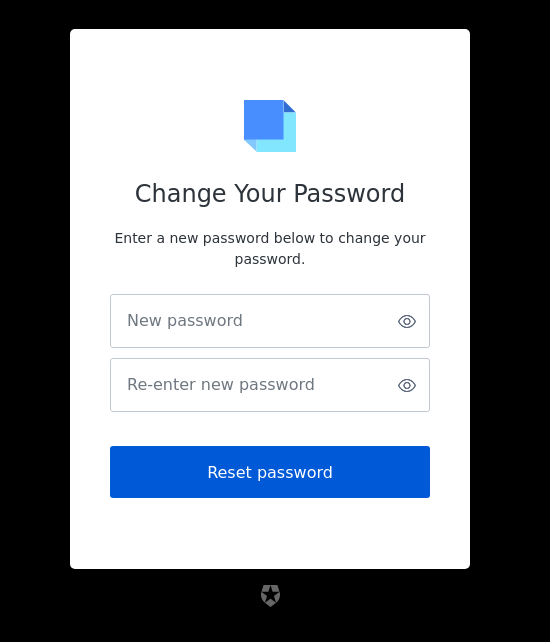 Change Your Password
Enter a new password below to change your
password.
New password
Re-enter new password
Reset password